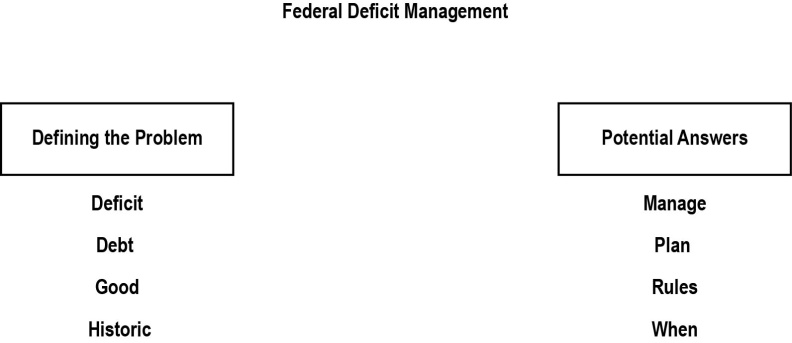 Federal Deficit Management
Defining the Problem
Deficit
Debt
Good
Historic
Potential Answers
Manage
Plan
Rules
When